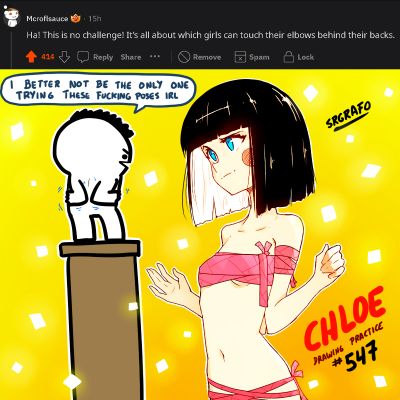 Mcroflsauce · 15h
Ha! This is no challenge! It's all about which girls can touch their elbows behind their backs.
414 Reply Share ··· Remove Spam Lock
I BETTER NOT BE THE ONLY ONE
TRYING THESE FUCKING POSES IRL
SRGRAFO
CHLOE
DRAWING PRACTICE
#547